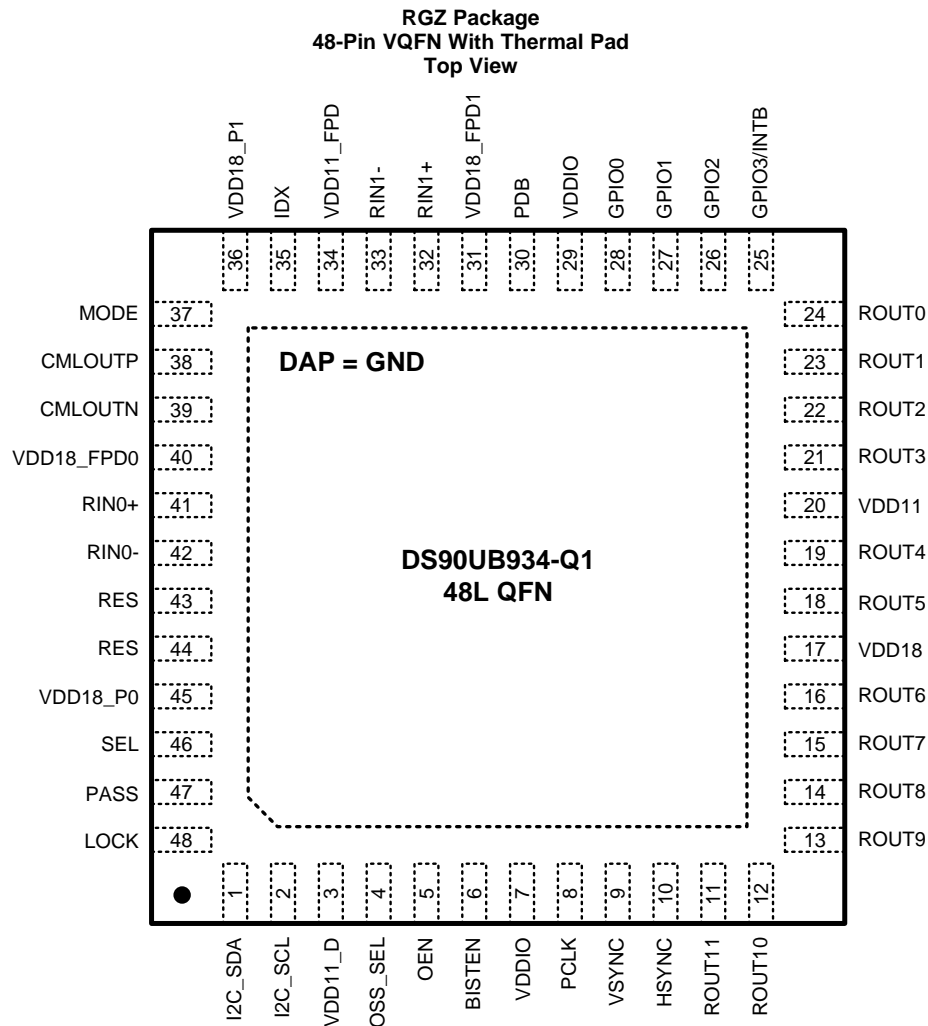 RGZ Package
48-Pin VQFN With Thermal Pad
Top View
VDD18_P1
IDX
VDD11_FPD
RIN1-
RIN1+
VDD18_FPD1
PDB
VDDIO
GPIO0
GPIO1
GPIO2
GPIO3/INTB
36
35
34
33
32
31
30
29
28
27
26
25
MODE 37
CMLOUTP 38
CMLOUTN 39
VDD18_FPD0 40
RIN0+ 41
RIN0- 42
RES 43
RES 44
VDD18_P0 45
SEL 46
PASS 47
LOCK 48
DAP = GND
DS90UB934-Q1
48L QFN
24 ROUT0
23 ROUT1
22 ROUT2
21 ROUT3
20 VDD11
19 ROUT4
18 ROUT5
17 VDD18
16 ROUT6
15 ROUT7
14 ROUT8
13 ROUT9
1
2
3
4
5
6
7
8
9
10
11
12
I2C_SDA
I2C_SCL
VDD11_D
OSS_SEL
OEN
BISTEN
VDDIO
PCLK
VSYNC
HSYNC
ROUT11
ROUT10